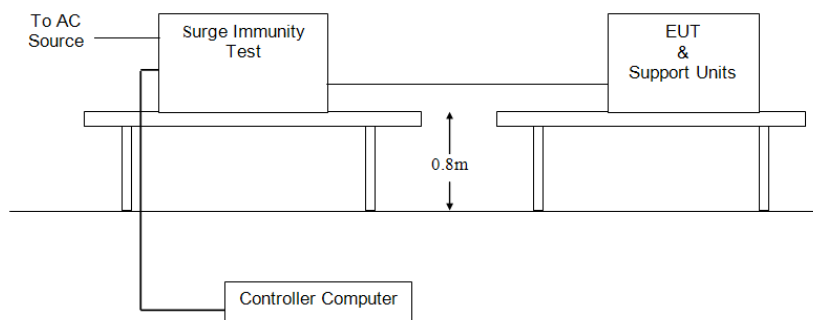 To AC
Source
Surge Immunity
Test
EUT
&
Support Units
0.8m
Controller Computer